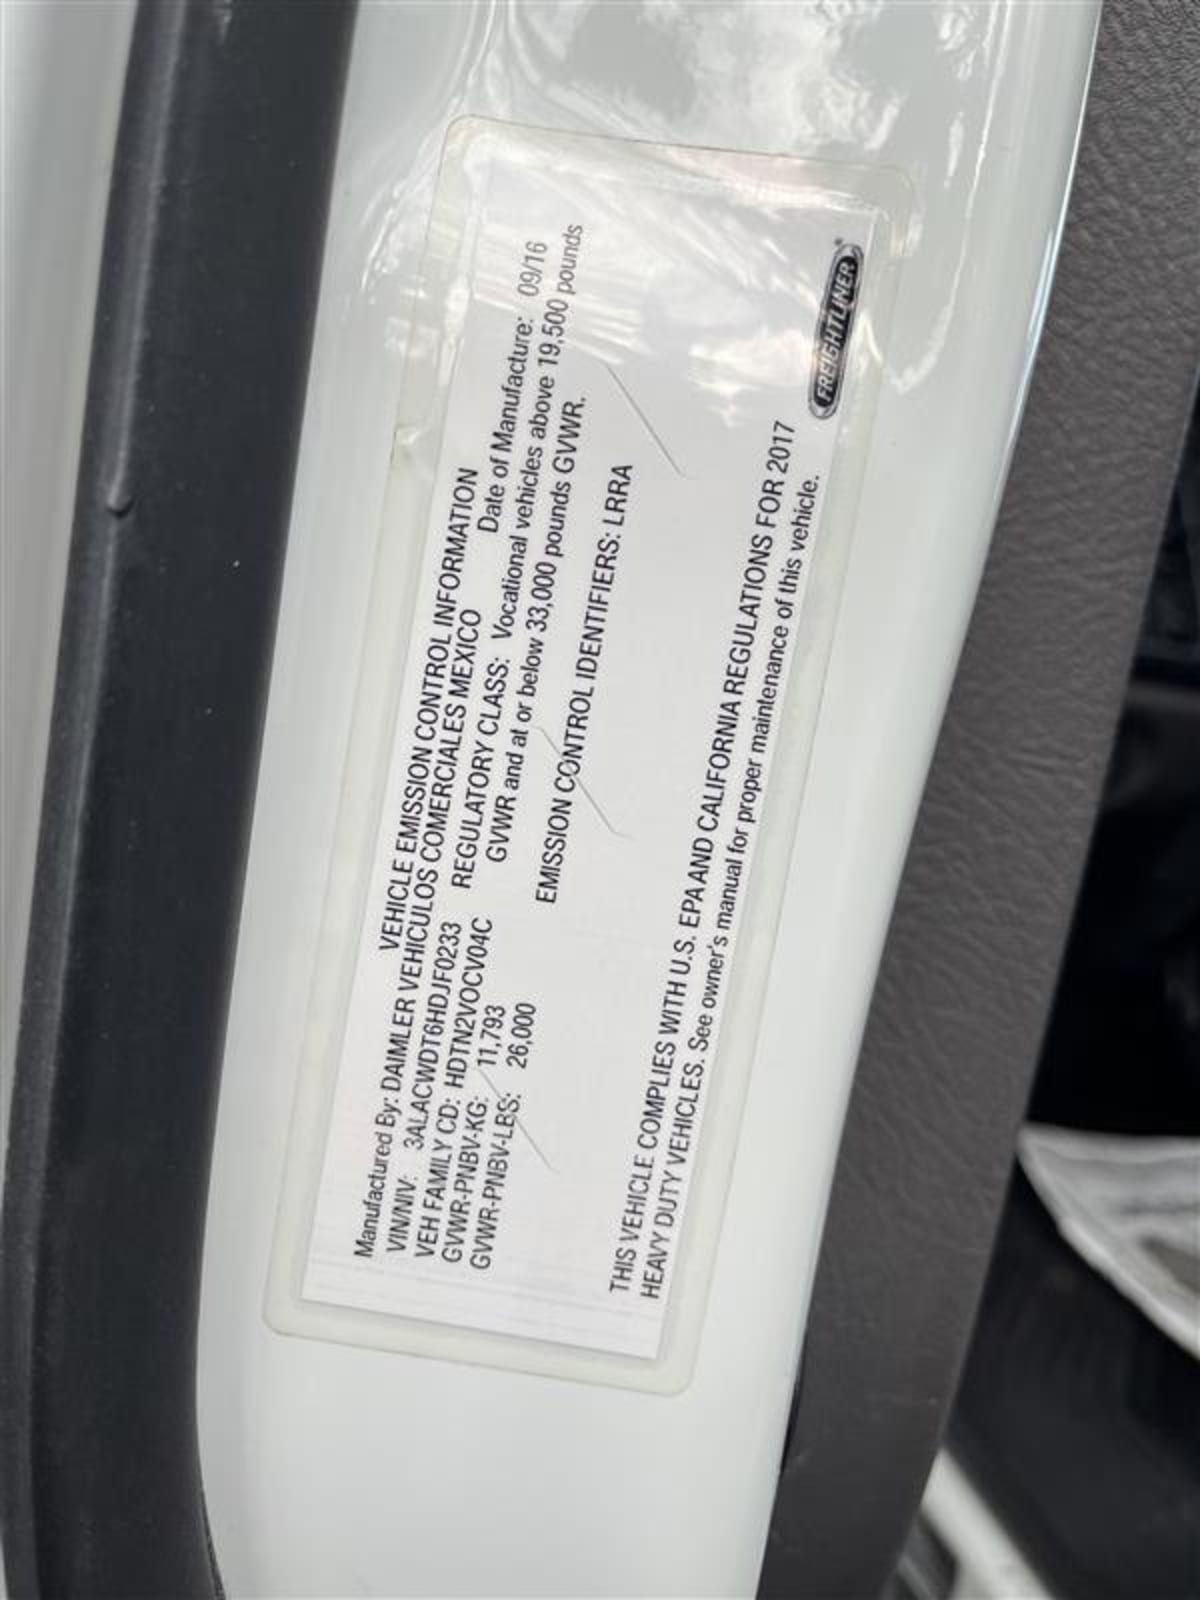 VEHICLE EMISSION CONTROL INFORMATION
Manufactured By: DAIMLER VEHICULOS COMERCIALES MEXICO
VIN/NIV: 3ALACWDT6HDJF0233
VEH FAMILY CD: HDTN2VOCV04C
GVWR-PNBV-KG: 11,793
GVWR-PNBV-LBS: 26,000
Date of Manufacture: 09/16
REGULATORY CLASS: Vocational vehicles above 19,500 pounds
GVWR and at or below 33,000 pounds GVWR.
EMISSION CONTROL IDENTIFIERS: LRRA
THIS VEHICLE COMPLIES WITH U.S. EPA AND CALIFORNIA REGULATIONS FOR 2017
HEAVY DUTY VEHICLES. See owner's manual for proper maintenance of this vehicle.
FREIGHTLINER®